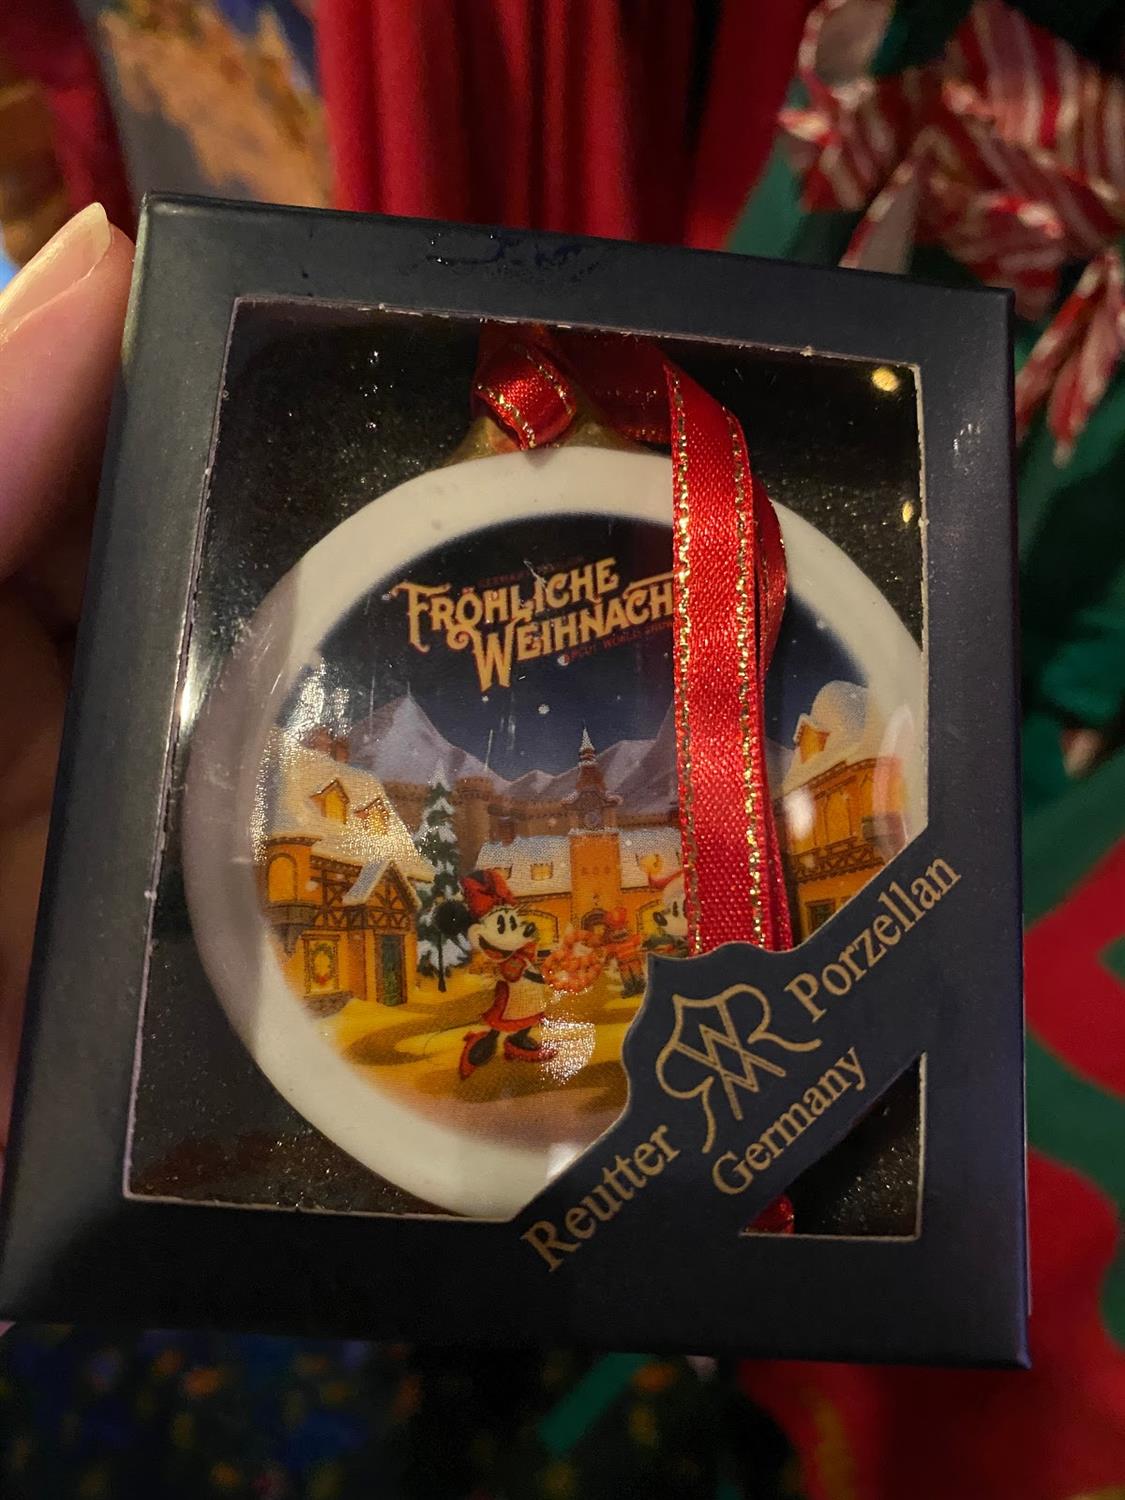 FRÖHLICHE
WEIHNACH
Reutter
Porzellan
Germany